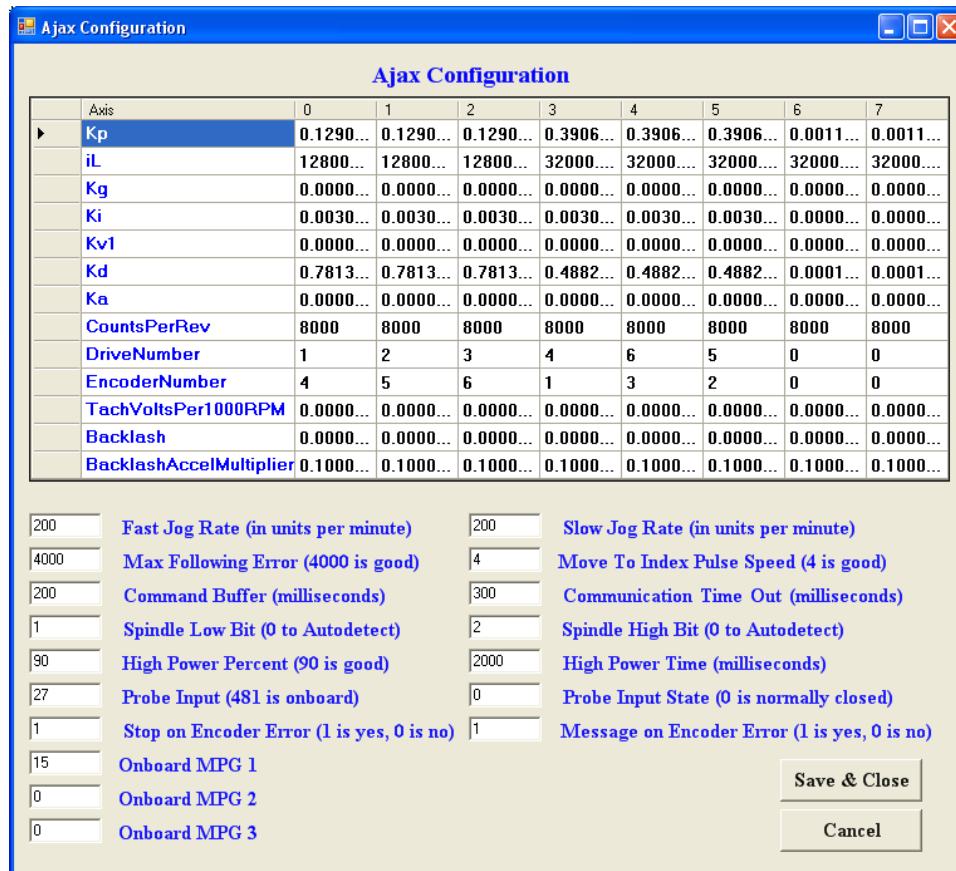 Ajax Configuration
Ajax Configuration
Axis 0 1 2 3 4 5 6 7
Kp 0.1290... 0.1290... 0.1290... 0.3906... 0.3906... 0.3906... 0.0011... 0.0011...
iL 12800... 12800... 12800... 32000... 32000.... 32000.... 32000.... 32000....
Kg 0.0000... 0.0000... 0.0000... 0.0000... 0.0000... 0.0000... 0.0000... 0.0000...
Ki 0.0030... 0.0030... 0.0030... 0.0030... 0.0030... 0.0030... 0.0000... 0.0000...
Kv1 0.0000... 0.0000... 0.0000... 0.0000... 0.0000... 0.0000... 0.0000... 0.0000...
Kd 0.7813... 0.7813... 0.7813... 0.4882... 0.4882... 0.4882... 0.0001... 0.0001...
Ka 0.0000... 0.0000... 0.0000... 0.0000... 0.0000... 0.0000... 0.0000... 0.0000...
CountsPerRev 8000 8000 8000 8000 8000 8000 8000 8000
DriveNumber 1 2 3 4 6 5 0 0
EncoderNumber 4 5 6 1 3 2 0 0
TachVoltsPer1000RPM 0.0000... 0.0000... 0.0000... 0.0000... 0.0000... 0.0000... 0.0000... 0.0000...
Backlash 0.0000... 0.0000... 0.0000... 0.0000... 0.0000... 0.0000... 0.0000... 0.0000...
BacklashAccelMultiplier 0.1000... 0.1000... 0.1000... 0.1000... 0.1000... 0.1000... 0.1000... 0.1000...
200 Fast Jog Rate (in units per minute) 200 Slow Jog Rate (in units per minute)
4000 Max Following Error (4000 is good) 4 Move To Index Pulse Speed (4 is good)
200 Command Buffer (milliseconds) 300 Communication Time Out (milliseconds)
1 Spindle Low Bit (0 to Autodetect) 2 Spindle High Bit (0 to Autodetect)
90 High Power Percent (90 is good) 2000 High Power Time (milliseconds)
27 Probe Input (481 is onboard) 0 Probe Input State (0 is normally closed)
1 Stop on Encoder Error (1 is yes, 0 is no) 1 Message on Encoder Error (1 is yes, 0 is no)
15 Onboard MPG 1
0 Onboard MPG 2
0 Onboard MPG 3
Save & Close
Cancel